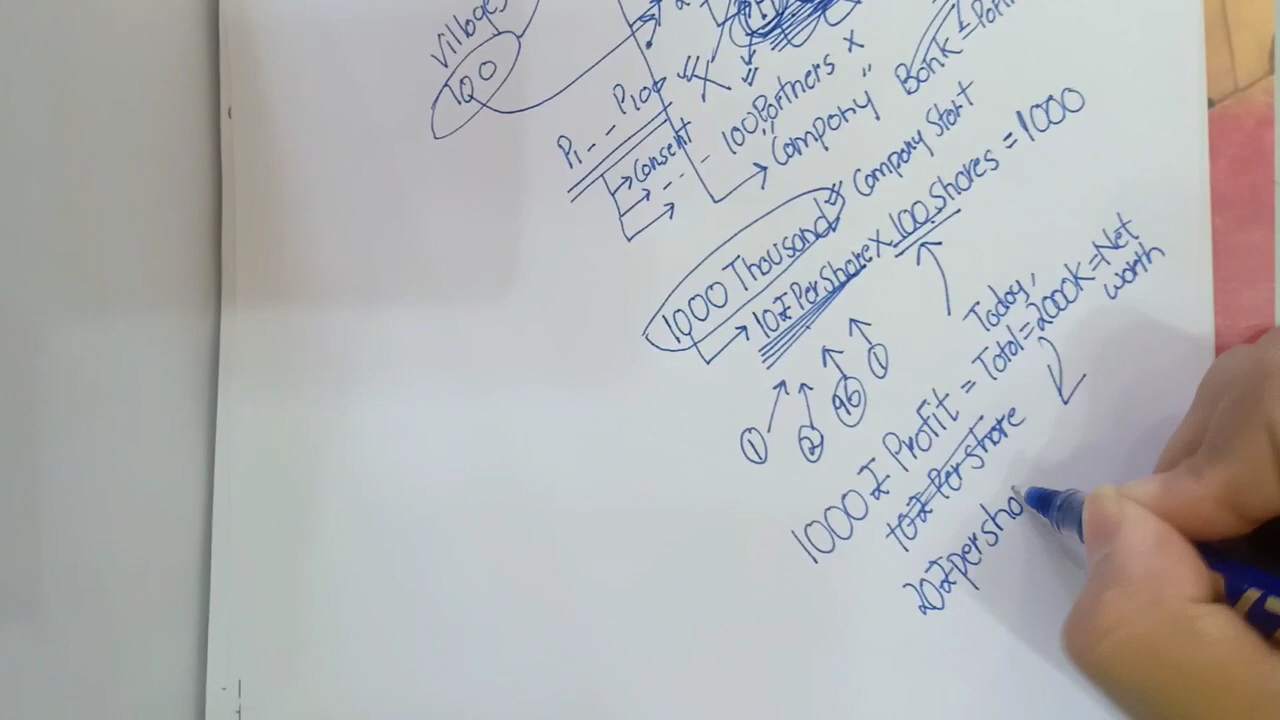 Villages
100
P1 - - P100
Consent
100 Partners x
"Company"
Bank -
Company Start
1000 Thousand
10₹ Per Share x 100 Shares = 1000
1
2
96
1
Today,
1000 ₹ Profit = Total = 2000k = Net worth
10₹ Per Share
20₹ per sha